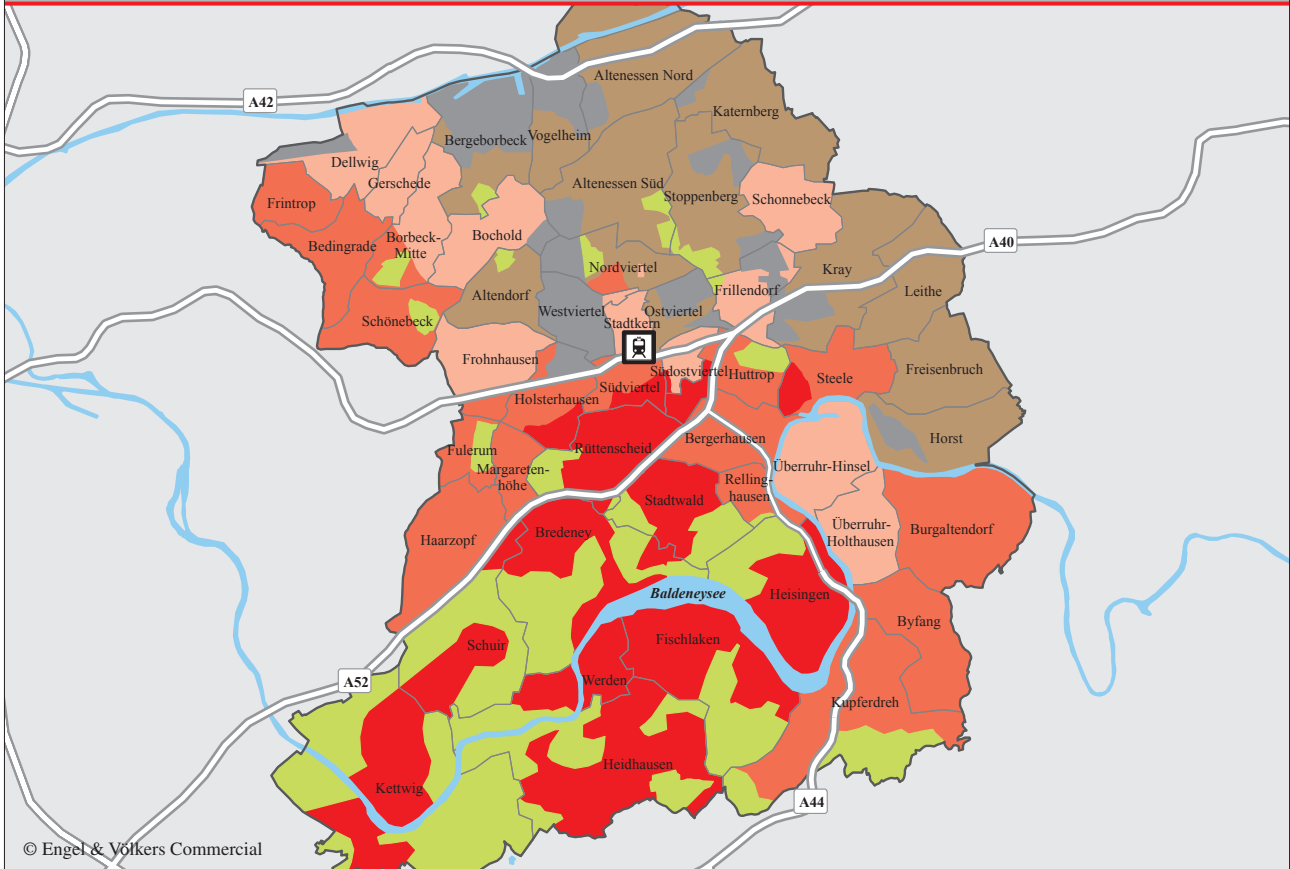 Altenessen Nord
A42
Katernberg
Bergeborbeck
Vogelheim
Dellwig
Gerschede
Altenessen Süd
Stoppenberg
Schonnebeck
Frintrop
Bedingrade
Borbeck-
Mitte
Bochold
A40
Nordviertel
Kray
Altendorf
Frillendorf
Leithe
Westviertel
Ostviertel
Schönebeck
Stadtkern
Frohnhausen
Südostviertel
Huttrop
Steele
Freisenbruch
Südviertel
Holsterhausen
Bergerhausen
Horst
Rüttenscheid
Fulerum
Margareten-
höhe
Überruhr-Hinsel
Relling-
hausen
Stadtwald
Bredeney
Haarzopf
Überruhr-
Holthausen
Burgaltendorf
Baldeneysee
Heisingen
Byfang
Fischlaken
Schuir
A52
Werden
Kupferdreh
Heidhausen
Kettwig
A44
© Engel & Völkers Commercial